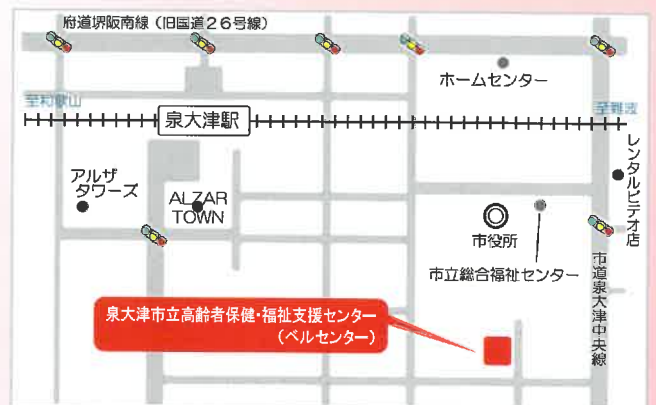 府道堺阪南線（旧国道26号線）
ホームセンター
至和歌山
泉大津駅
至難波
レンタルビデオ店
アルザ
タワーズ
ALZAR
TOWN
市役所
市立総合福祉センター
市道泉大津中央線
泉大津市立高齢者保健・福祉支援センター
（ベルセンター）